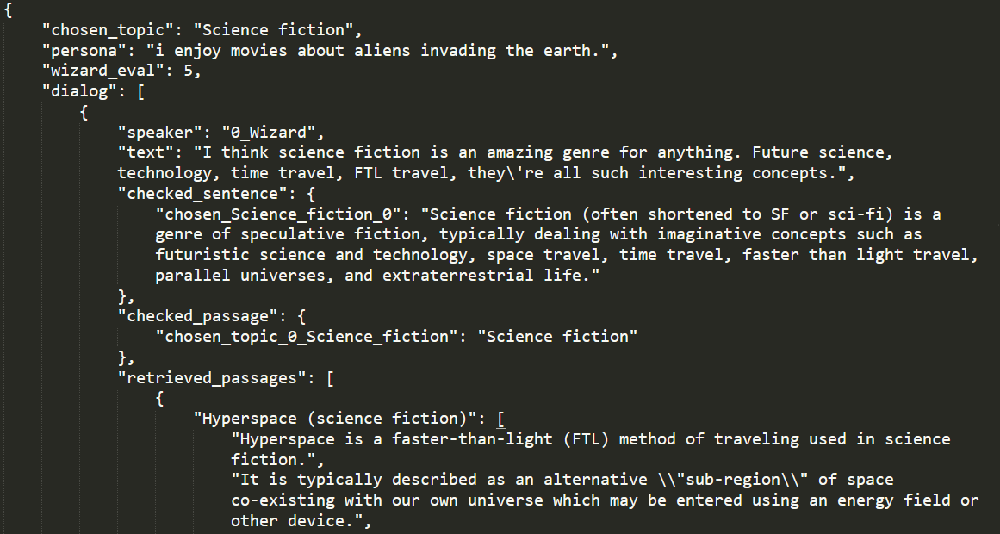 {
"chosen_topic": "Science fiction",
"persona": "i enjoy movies about aliens invading the earth.",
"wizard_eval": 5,
"dialog": [
{
"speaker": "0_Wizard",
"text": "I think science fiction is an amazing genre for anything. Future science,
technology, time travel, FTL travel, they\'re all such interesting concepts.",
"checked_sentence": {
"chosen_Science_fiction_0": "Science fiction (often shortened to SF or sci-fi) is a
genre of speculative fiction, typically dealing with imaginative concepts such as
futuristic science and technology, space travel, time travel, faster than light travel,
parallel universes, and extraterrestrial life."
},
"checked_passage": {
"chosen_topic_0_Science_fiction": "Science fiction"
},
"retrieved_passages": [
{
"Hyperspace (science fiction)": [
"Hyperspace is a faster-than-light (FTL) method of traveling used in science
fiction.",
"It is typically described as an alternative \\"sub-region\\" of space
co-existing with our own universe which may be entered using an energy field or
other device.",